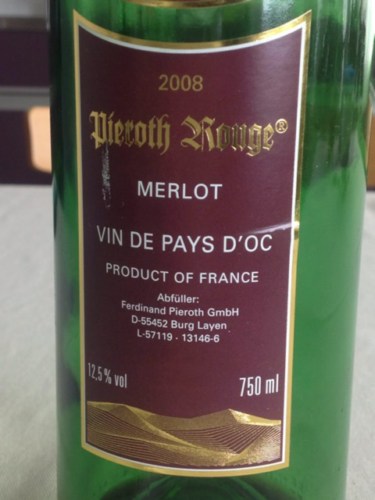 2008
Pieroth Rouge®
MERLOT
VIN DE PAYS D'OC
PRODUCT OF FRANCE
Abfüller:
Ferdinand Pieroth GmbH
D-55452 Burg Layen
L-57119 · 13146-6
12,5% vol 750 ml